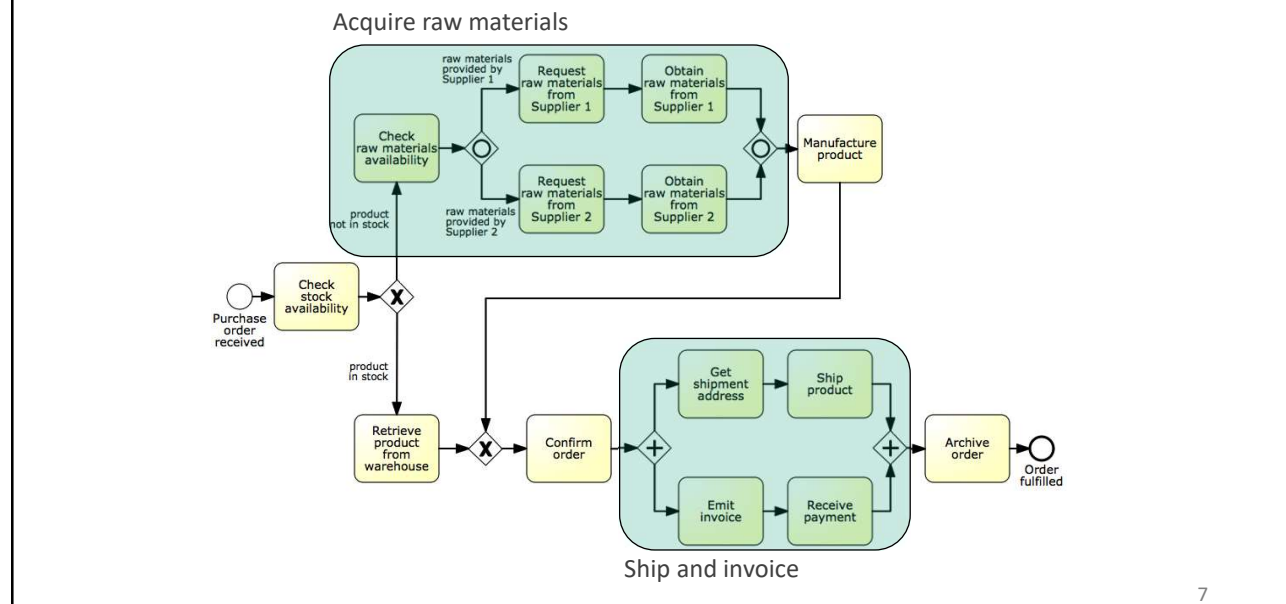 Acquire raw materials
raw materials
provided by
Supplier 1
Request
raw materials
from
Supplier 1
Obtain
raw materials
from
Supplier 1
Check
raw materials
availability
Manufacture
product
Request
raw materials
from
Supplier 2
Obtain
raw materials
from
Supplier 2
raw materials
provided by
Supplier 2
product
not in stock
Check
stock
availability
X
Purchase
order
received
product
in stock
Get
shipment
address
Ship
product
Retrieve
product
from
warehouse
X
Confirm
order
+
+
Archive
order
Order
fulfilled
Emit
invoice
Receive
payment
Ship and invoice
7